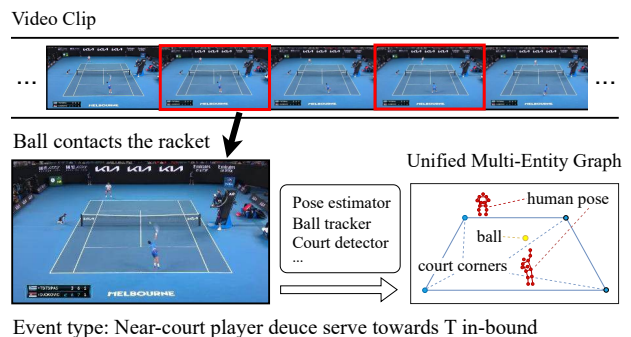 Video Clip
...
...
MELBOURNE
Ball contacts the racket
Unified Multi-Entity Graph
Pose estimator
Ball tracker
Court detector
...
human pose
ball
court corners
MELBOURNE
Event type: Near-court player deuce serve towards T in-bound